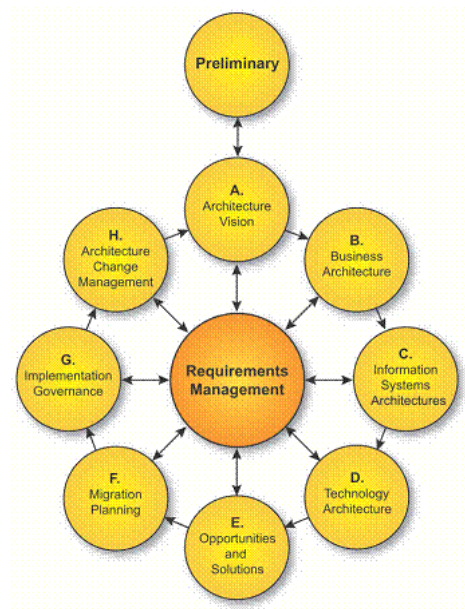 Preliminary
A.
Architecture
Vision
B.
Business
Architecture
C.
Information
Systems
Architectures
D.
Technology
Architecture
E.
Opportunities
and
Solutions
F.
Migration
Planning
G.
Implementation
Governance
H.
Architecture
Change
Management
Requirements
Management